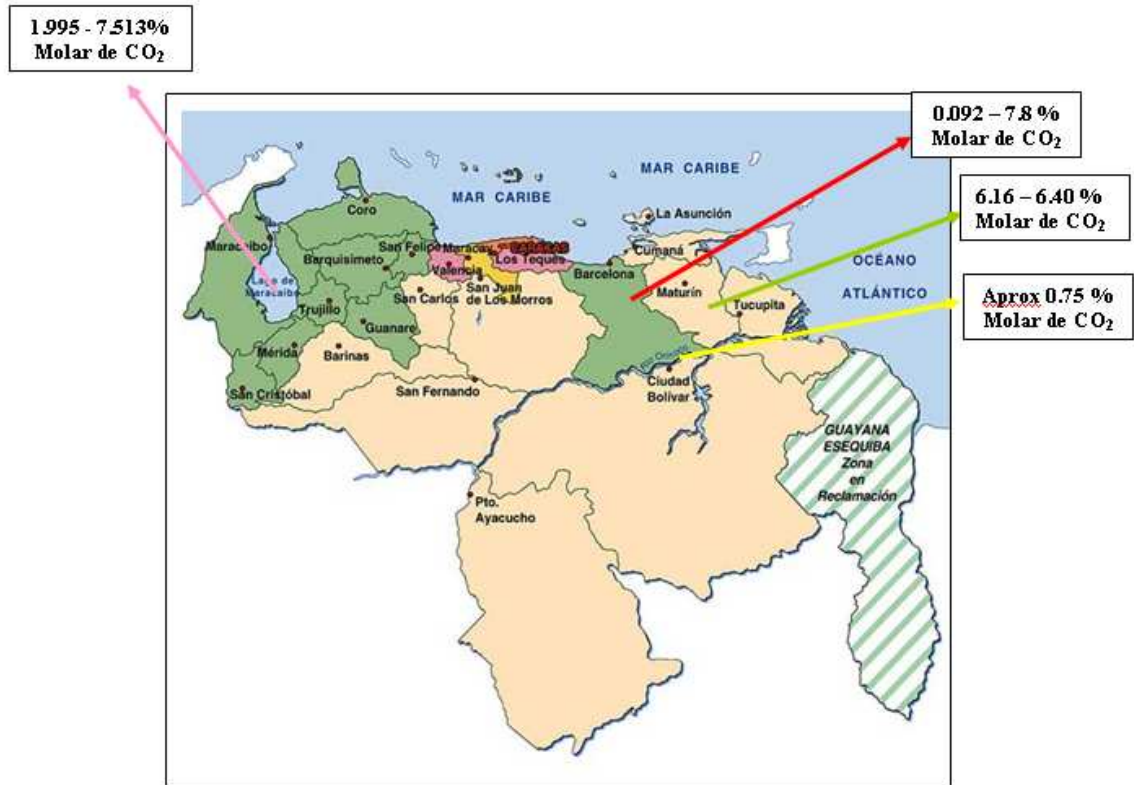 1.995 - 7.513%
Molar de CO₂
0.092 – 7.8 %
Molar de CO₂
6.16 – 6.40 %
Molar de CO₂
Aprox 0.75 %
Molar de CO₂
MAR CARIBE
MAR CARIBE
OCÉANO
ATLÁNTICO
Coro
La Asunción
Maracaibo
San Felipe
Maracay
CARACAS
Los Teques
Cumaná
Barquisimeto
Valencia
Barcelona
Lago de
Maracaibo
San Carlos
San Juan
de Los Morros
Maturín
Tucupita
Trujillo
Guanare
Mérida
Barinas
San Cristóbal
San Fernando
Ciudad
Bolívar
GUAYANA
ESEQUIBA
Zona
en
Reclamación
Pto.
Ayacucho